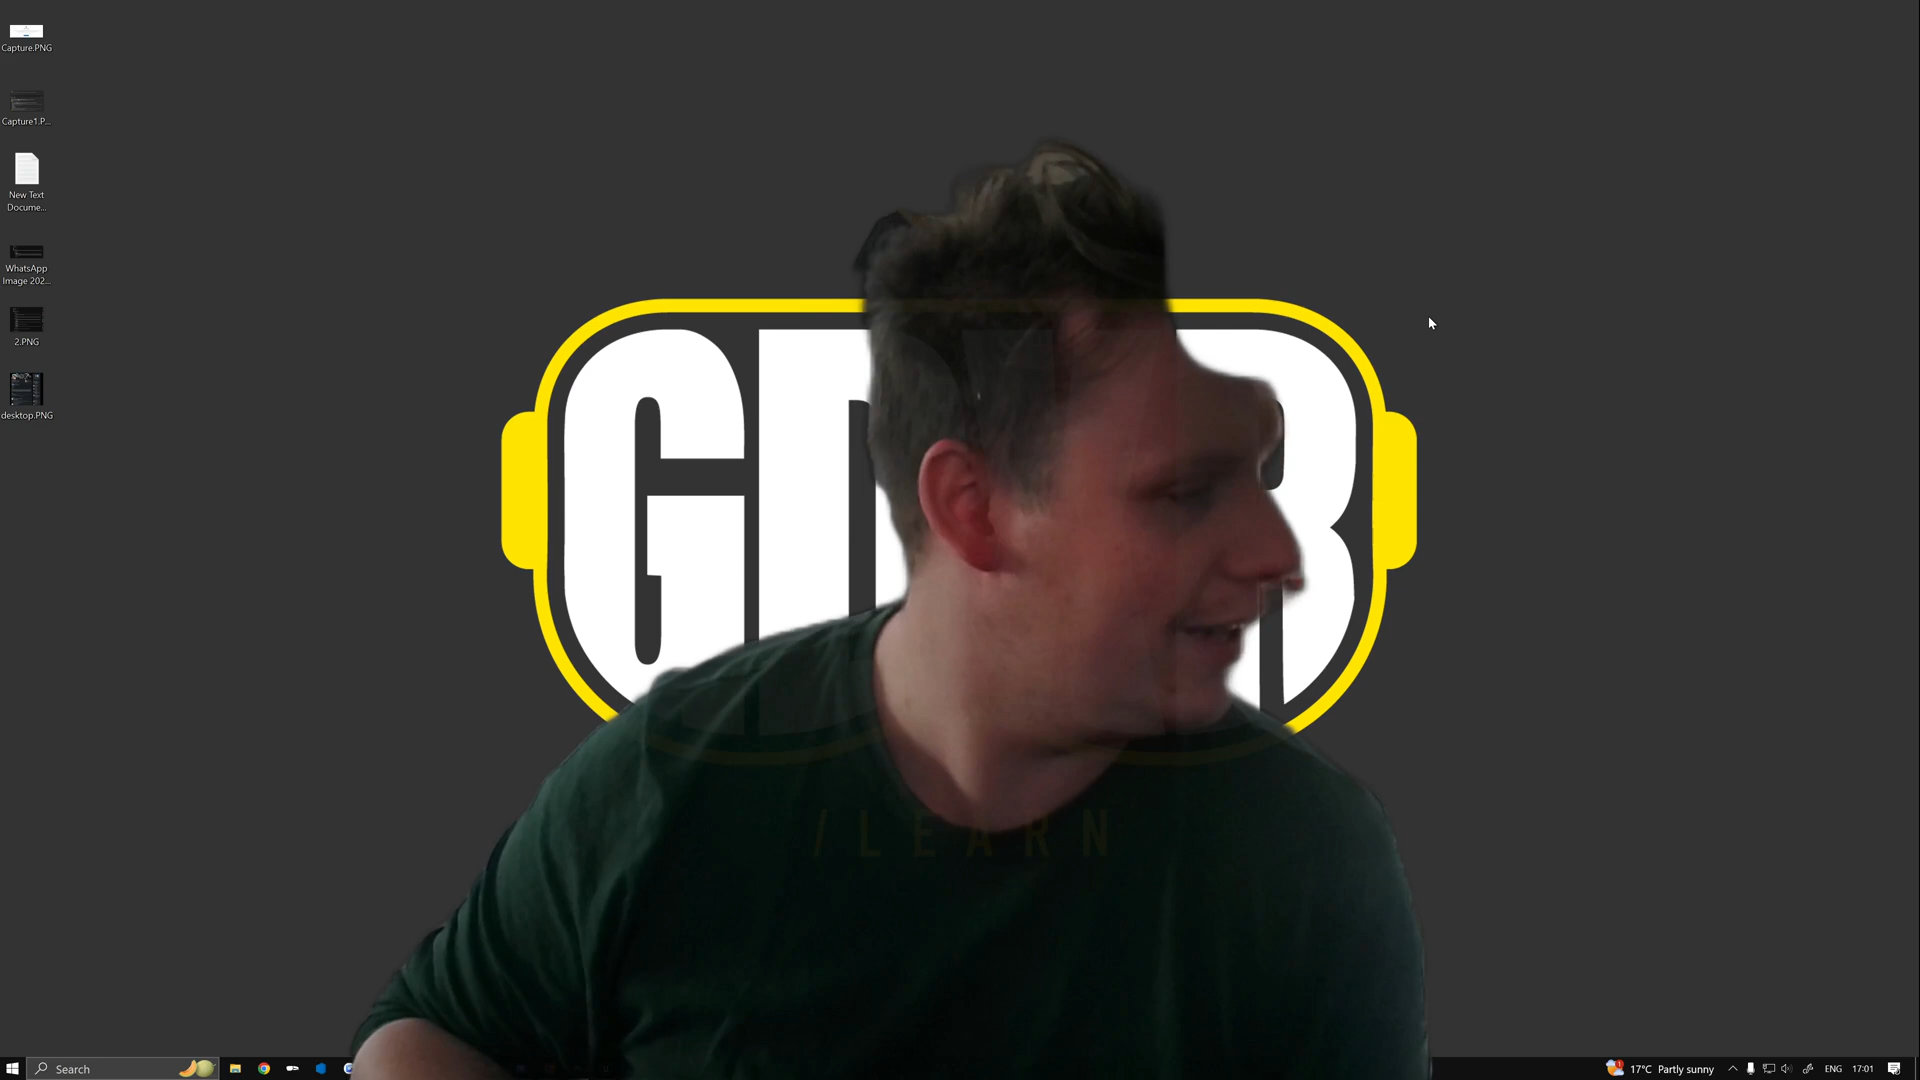 Capture.PNG
Capture1.P...
New Text
Docume...
WhatsApp
Image 202...
2.PNG
desktop.PNG
/LEARN
Search
17°C Partly sunny
ENG
17:01